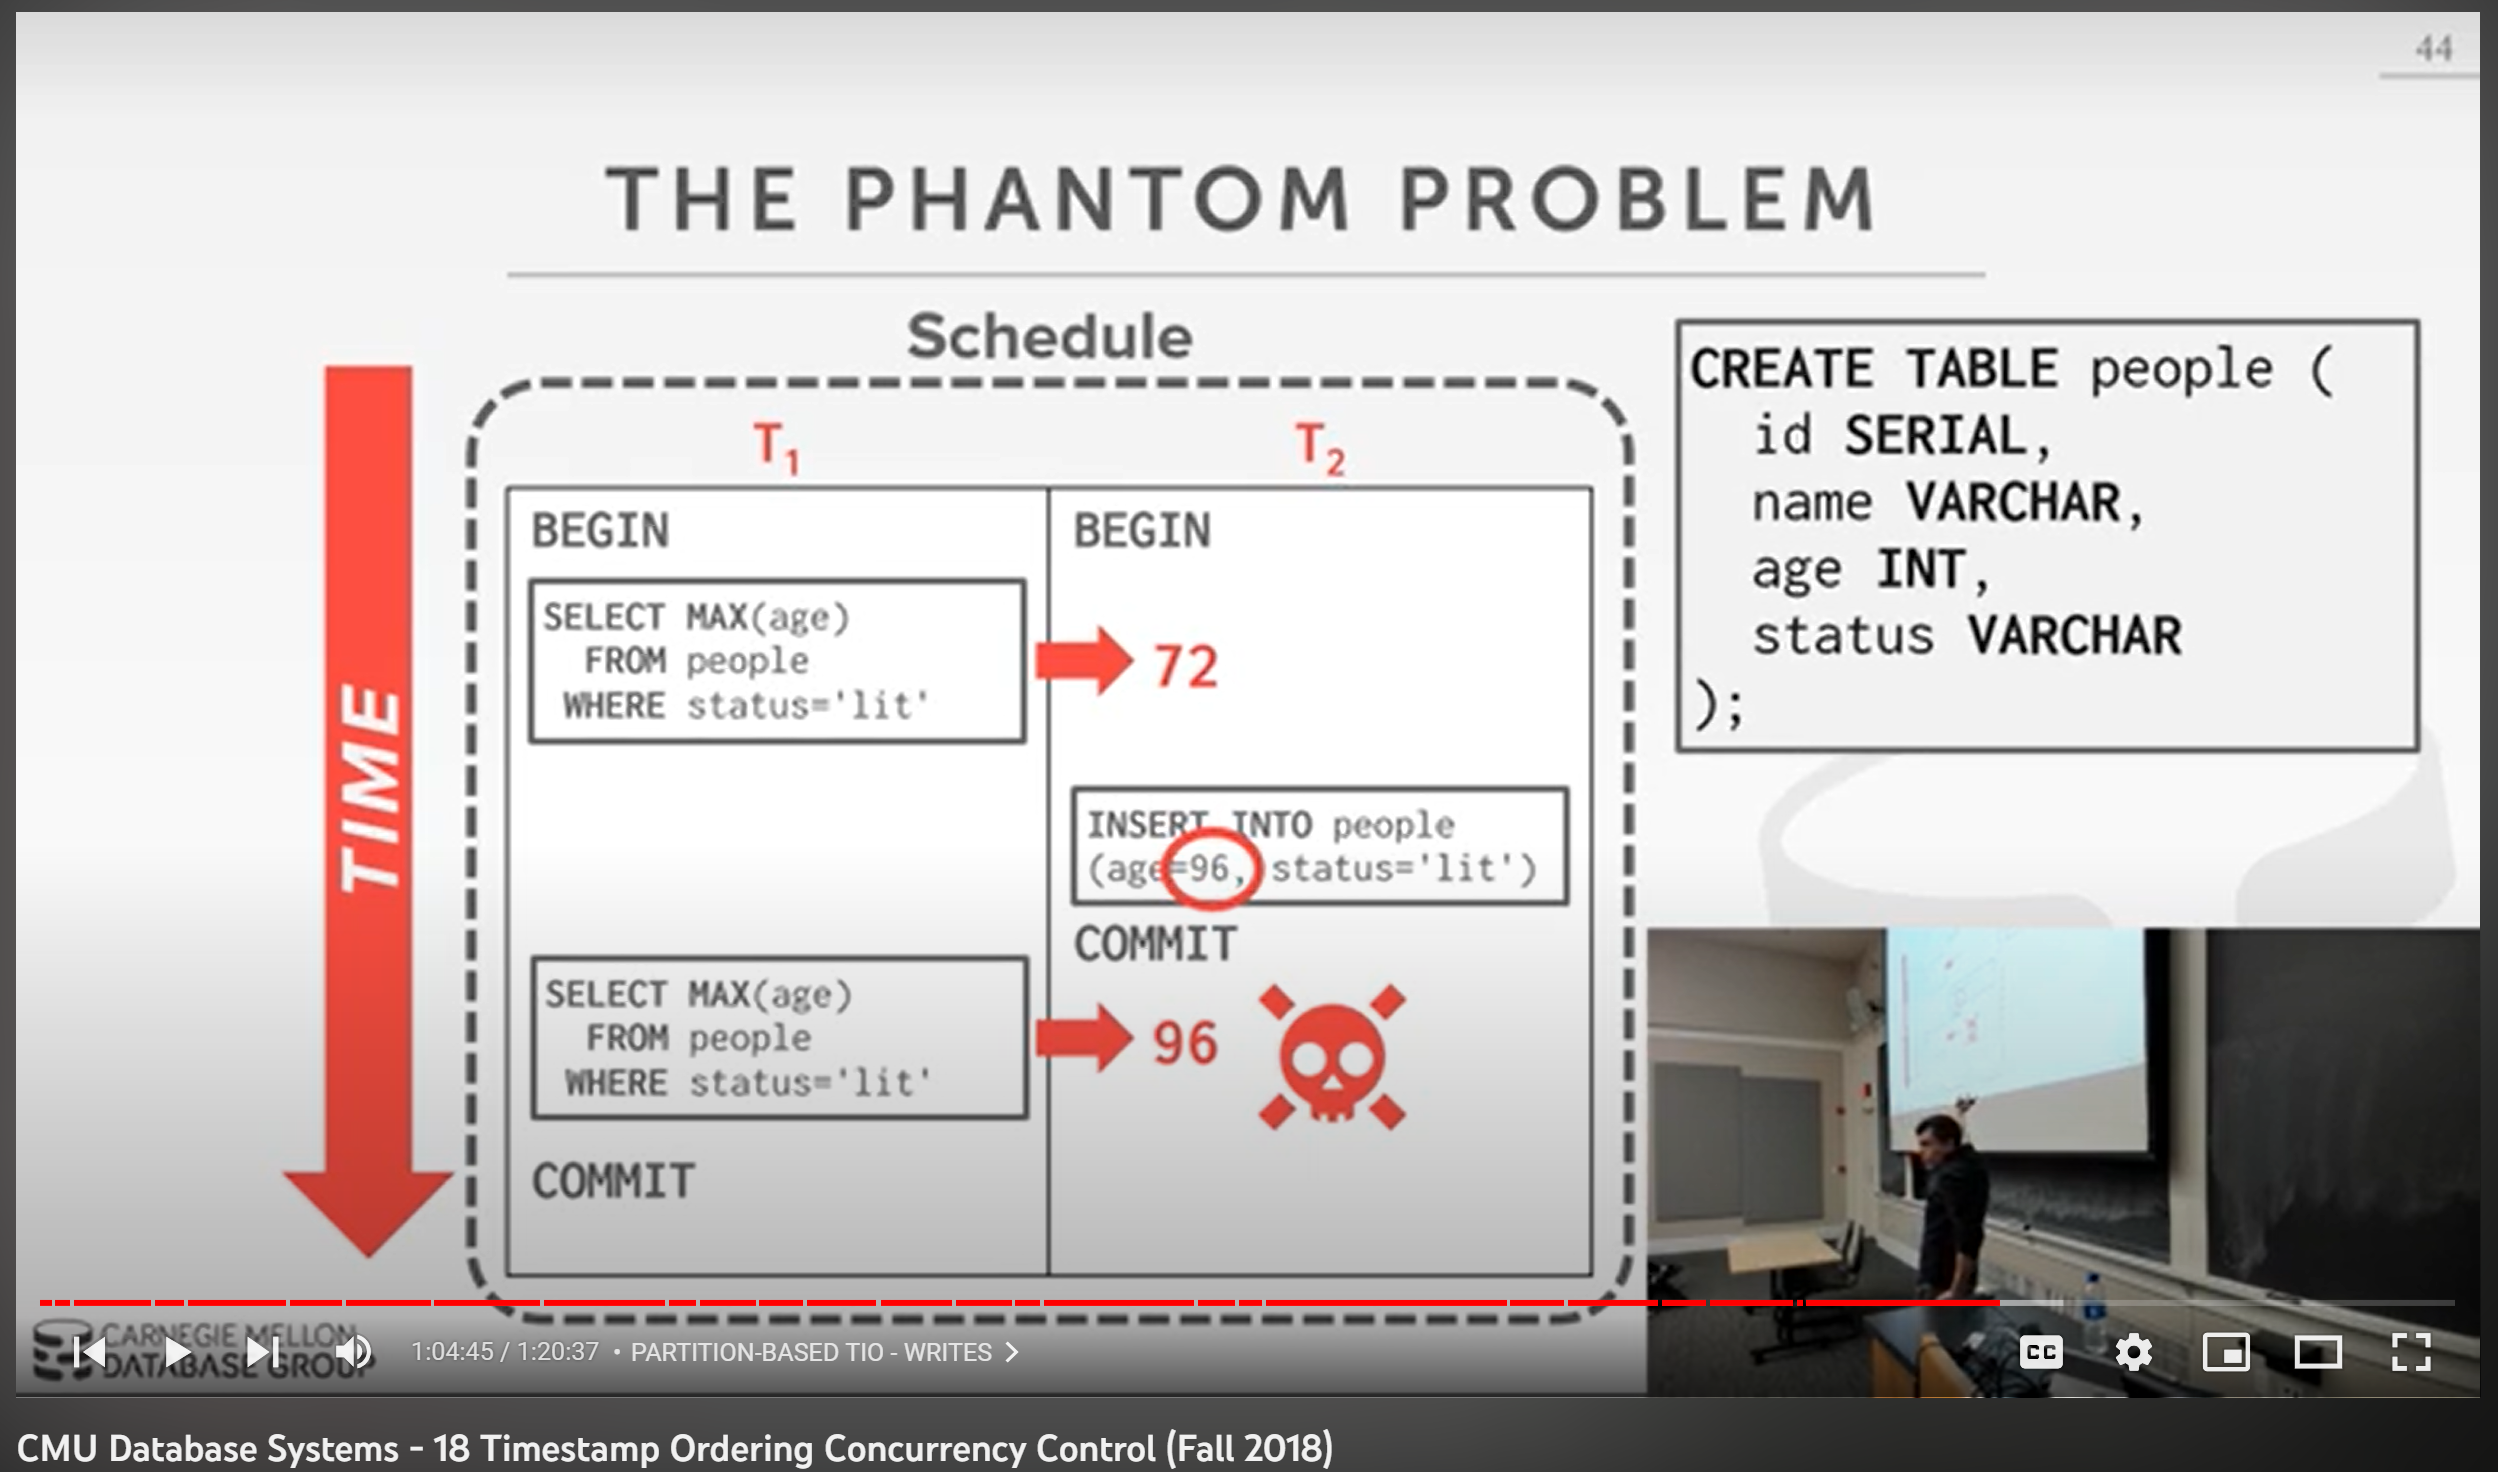 44
THE PHANTOM PROBLEM
Schedule
T1
T2
TIME
BEGIN
SELECT MAX(age)
FROM people
WHERE status='lit'
72
SELECT MAX(age)
FROM people
WHERE status='lit'
96
COMMIT
BEGIN
INSERT INTO people
(age=96, status='lit')
COMMIT
CREATE TABLE people (
id SERIAL,
name VARCHAR,
age INT,
status VARCHAR
);
CARNEGIE MELLON
DATABASE GROUP
1:04:45 / 1:20:37 • PARTITION-BASED TIO - WRITES
CC
CMU Database Systems - 18 Timestamp Ordering Concurrency Control (Fall 2018)